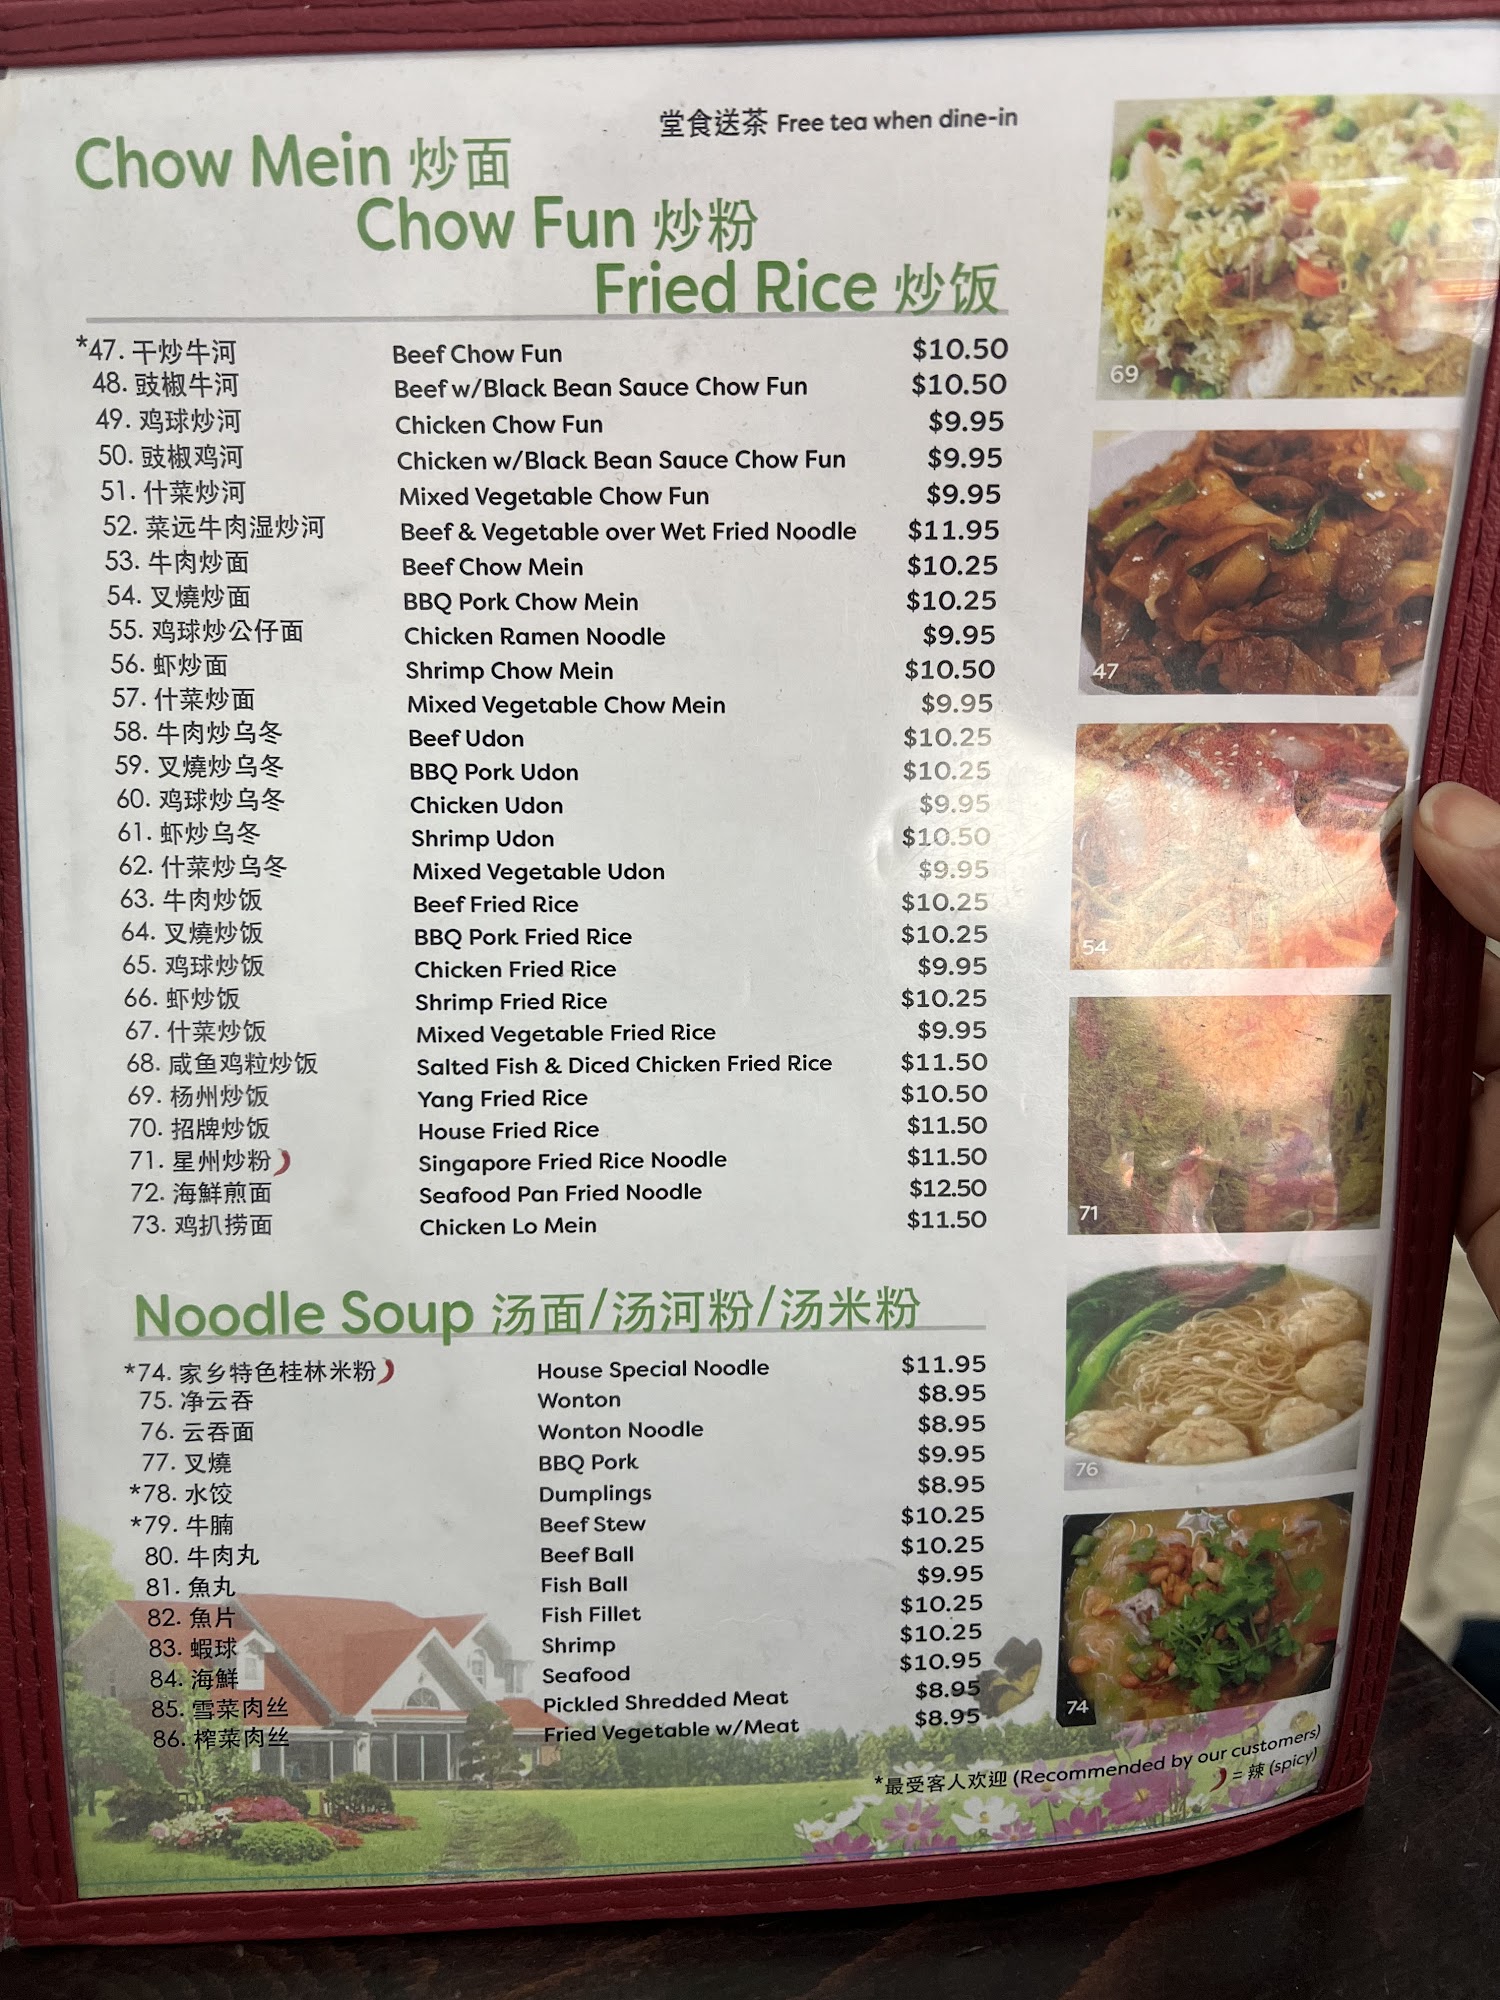 堂食送茶 Free tea when dine-in
Chow Mein 炒面
Chow Fun 炒粉
Fried Rice 炒饭
*47. 干炒牛河 Beef Chow Fun $10.50
48. 豉椒牛河 Beef w/Black Bean Sauce Chow Fun $10.50
49. 鸡球炒河 Chicken Chow Fun $9.95
50. 豉椒鸡河 Chicken w/Black Bean Sauce Chow Fun $9.95
51. 什菜炒河 Mixed Vegetable Chow Fun $9.95
52. 菜远牛肉湿炒河 Beef & Vegetable over Wet Fried Noodle $11.95
53. 牛肉炒面 Beef Chow Mein $10.25
54. 叉燒炒面 BBQ Pork Chow Mein $10.25
55. 鸡球炒公仔面 Chicken Ramen Noodle $9.95
56. 虾炒面 Shrimp Chow Mein $10.50
57. 什菜炒面 Mixed Vegetable Chow Mein $9.95
58. 牛肉炒乌冬 Beef Udon $10.25
59. 叉燒炒乌冬 BBQ Pork Udon $10.25
60. 鸡球炒乌冬 Chicken Udon $9.95
61. 虾炒乌冬 Shrimp Udon $10.50
62. 什菜炒乌冬 Mixed Vegetable Udon $9.95
63. 牛肉炒饭 Beef Fried Rice $10.25
64. 叉燒炒饭 BBQ Pork Fried Rice $10.25
65. 鸡球炒饭 Chicken Fried Rice $9.95
66. 虾炒饭 Shrimp Fried Rice $10.25
67. 什菜炒饭 Mixed Vegetable Fried Rice $9.95
68. 咸鱼鸡粒炒饭 Salted Fish & Diced Chicken Fried Rice $11.50
69. 杨州炒饭 Yang Fried Rice $10.50
70. 招牌炒饭 House Fried Rice $11.50
71. 星州炒粉 Singapore Fried Rice Noodle $11.50
72. 海鮮煎面 Seafood Pan Fried Noodle $12.50
73. 鸡扒捞面 Chicken Lo Mein $11.50
Noodle Soup 汤面/汤河粉/汤米粉
*74. 家乡特色桂林米粉 House Special Noodle $11.95
75. 净云吞 Wonton $8.95
76. 云吞面 Wonton Noodle $8.95
77. 叉燒 BBQ Pork $9.95
*78. 水饺 Dumplings $8.95
*79. 牛腩 Beef Stew $10.25
80. 牛肉丸 Beef Ball $10.25
81. 魚丸 Fish Ball $9.95
82. 魚片 Fish Fillet $10.25
83. 蝦球 Shrimp $10.25
84. 海鮮 Seafood $10.95
85. 雪菜肉丝 Pickled Shredded Meat $8.95
86. 榨菜肉丝 Fried Vegetable w/Meat $8.95
*最受客人欢迎 (Recommended by our customers)
= 辣 (spicy)
69
47
54
71
76
74